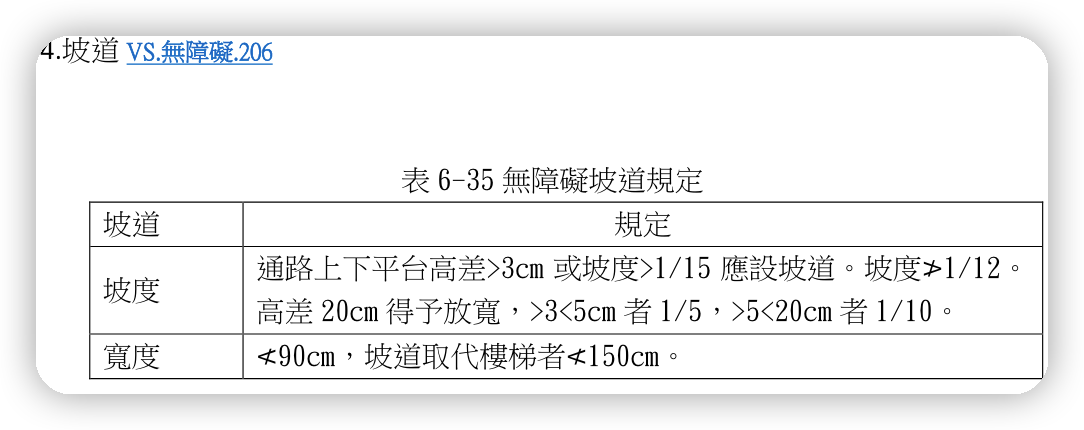 4.坡道 VS.無障礙.206
表 6-35 無障礙坡道規定
坡道 規定
坡度 通路上下平台高差>3cm 或坡度>1/15 應設坡道。坡度≯1/12。
高差 20cm 得予放寬，>3<5cm 者 1/5，>5<20cm 者 1/10。
寬度 ≮90cm，坡道取代樓梯者≮150cm。